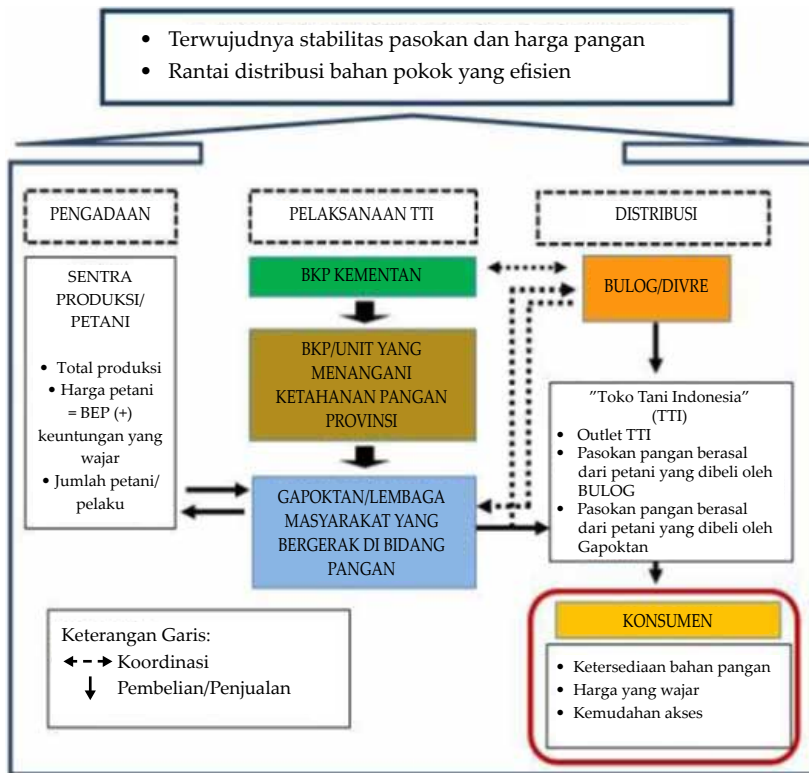 • Terwujudnya stabilitas pasokan dan harga pangan
• Rantai distribusi bahan pokok yang efisien
PENGADAAN
PELAKSANAAN TTI
DISTRIBUSI
SENTRA
PRODUKSI/
PETANI
• Total produksi
• Harga petani
= BEP (+)
keuntungan yang
wajar
• Jumlah petani/
pelaku
BKP KEMENTAN
BKP/UNIT YANG
MENANGANI
KETAHANAN PANGAN
PROVINSI
GAPOKTAN/LEMBAGA
MASYARAKAT YANG
BERGERAK DI BIDANG
PANGAN
BULOG/DIVRE
”Toko Tani Indonesia”
(TTI)
• Outlet TTI
• Pasokan pangan berasal
dari petani yang dibeli oleh
BULOG
• Pasokan pangan berasal
dari petani yang dibeli oleh
Gapoktan
KONSUMEN
• Ketersediaan bahan pangan
• Harga yang wajar
• Kemudahan akses
Keterangan Garis:
Koordinasi
Pembelian/Penjualan